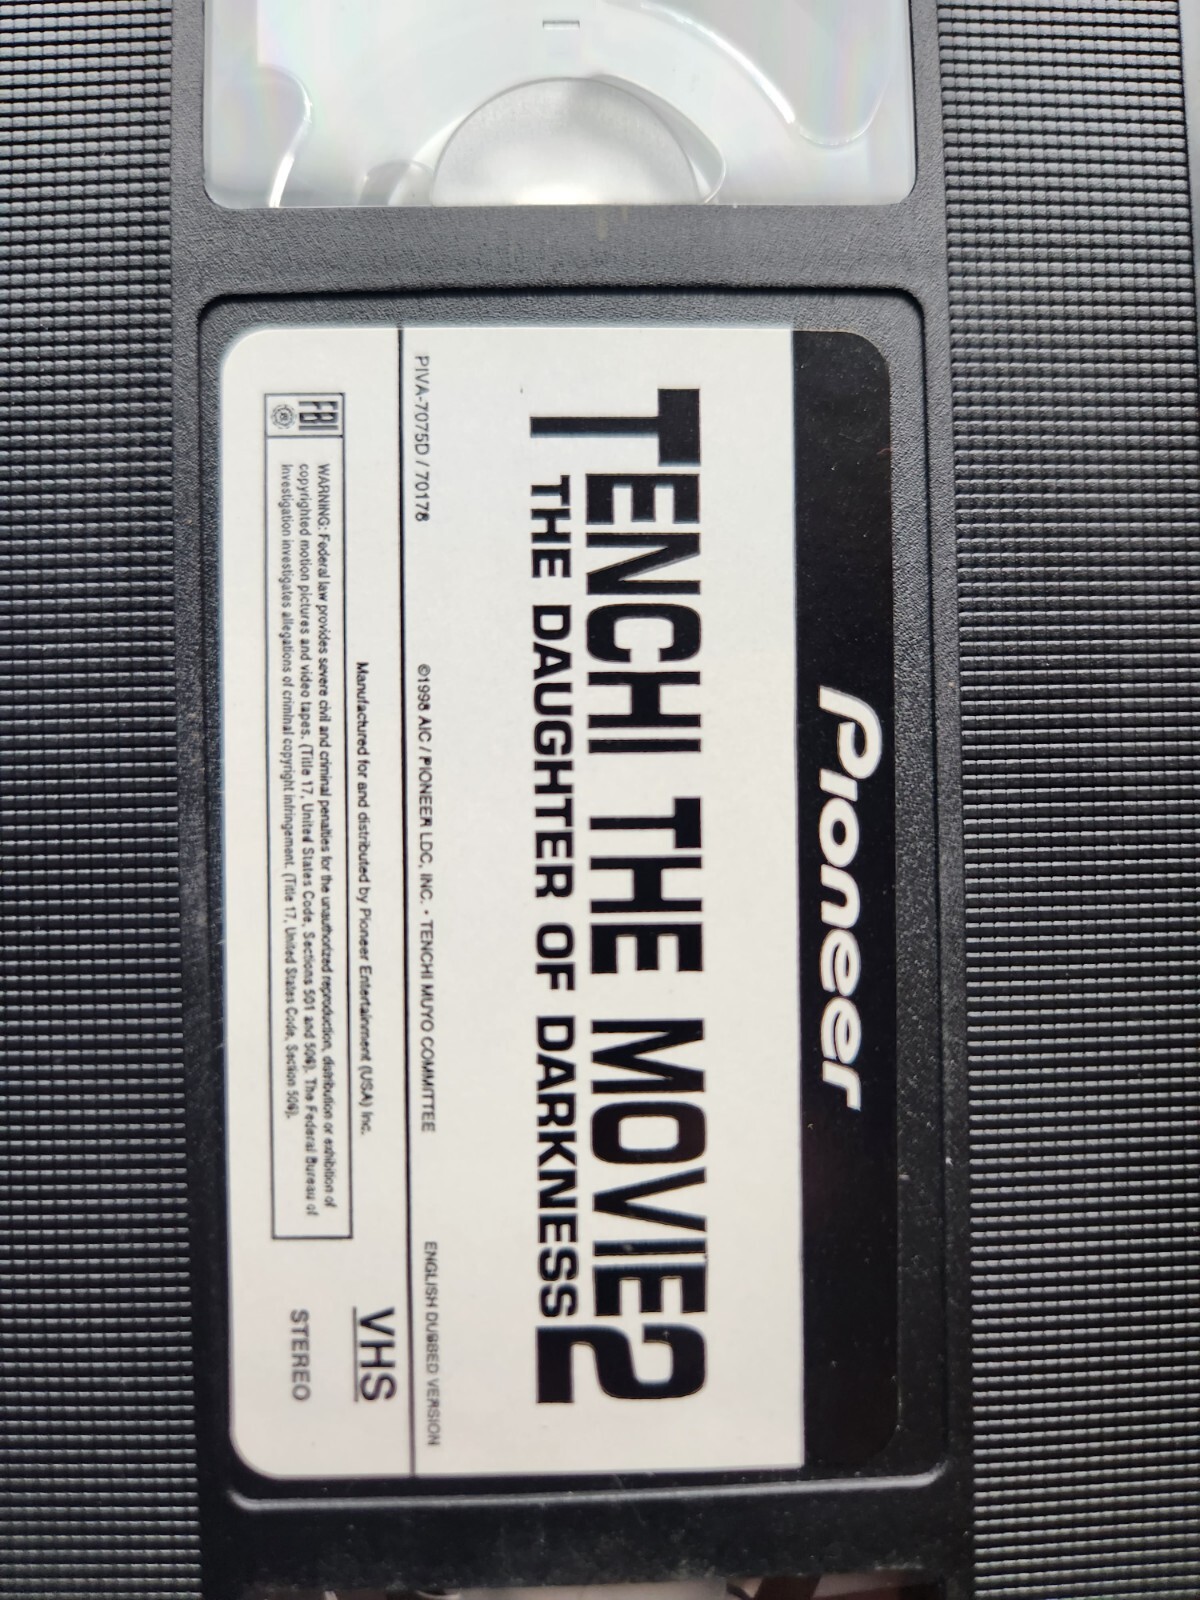 Pioneer
TENCHI THE MOVIE 2
THE DAUGHTER OF DARKNESS
PIVA-7075D / 70178
©1998 AIC / PIONEER LDC, INC. • TENCHI MUYO COMMITTEE
ENGLISH DUBBED VERSION
Manufactured for and distributed by Pioneer Entertainment (USA) Inc.
VHS
STEREO
FBI
WARNING: Federal law provides severe civil and criminal penalties for the unauthorized reproduction, distribution or exhibition of
copyrighted motion pictures and video tapes. (Title 17, United States Code, Sections 501 and 506). The Federal Bureau of
Investigation investigates allegations of criminal copyright infringement. (Title 17, United States Code, Section 506).